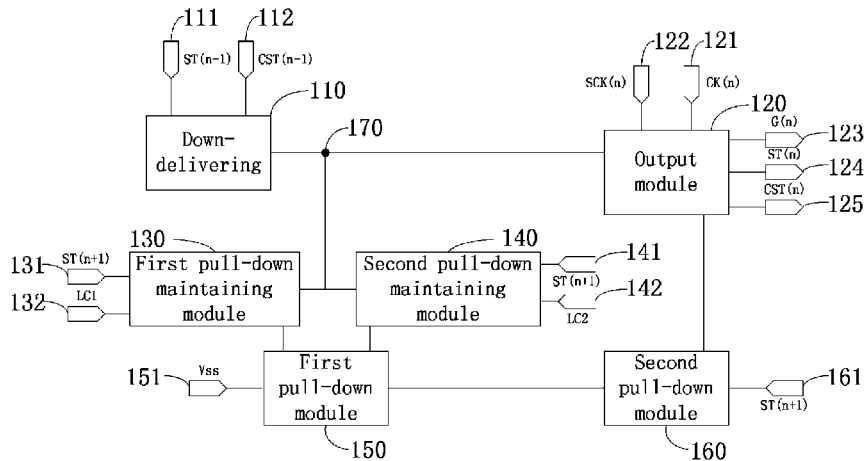 111
112
ST(n-1)
CST(n-1)
110
Down-
delivering
170
122
121
SCK(n)
CK(n)
120
Output
module
G(n)
123
ST(n)
124
CST(n)
125
130
First pull-down
maintaining
module
ST(n+1)
131
LC1
132
140
Second pull-down
maintaining
module
141
ST(n+1)
142
LC2
151
Vss
First
pull-down
module
150
Second
pull-down
module
160
161
ST(n+1)